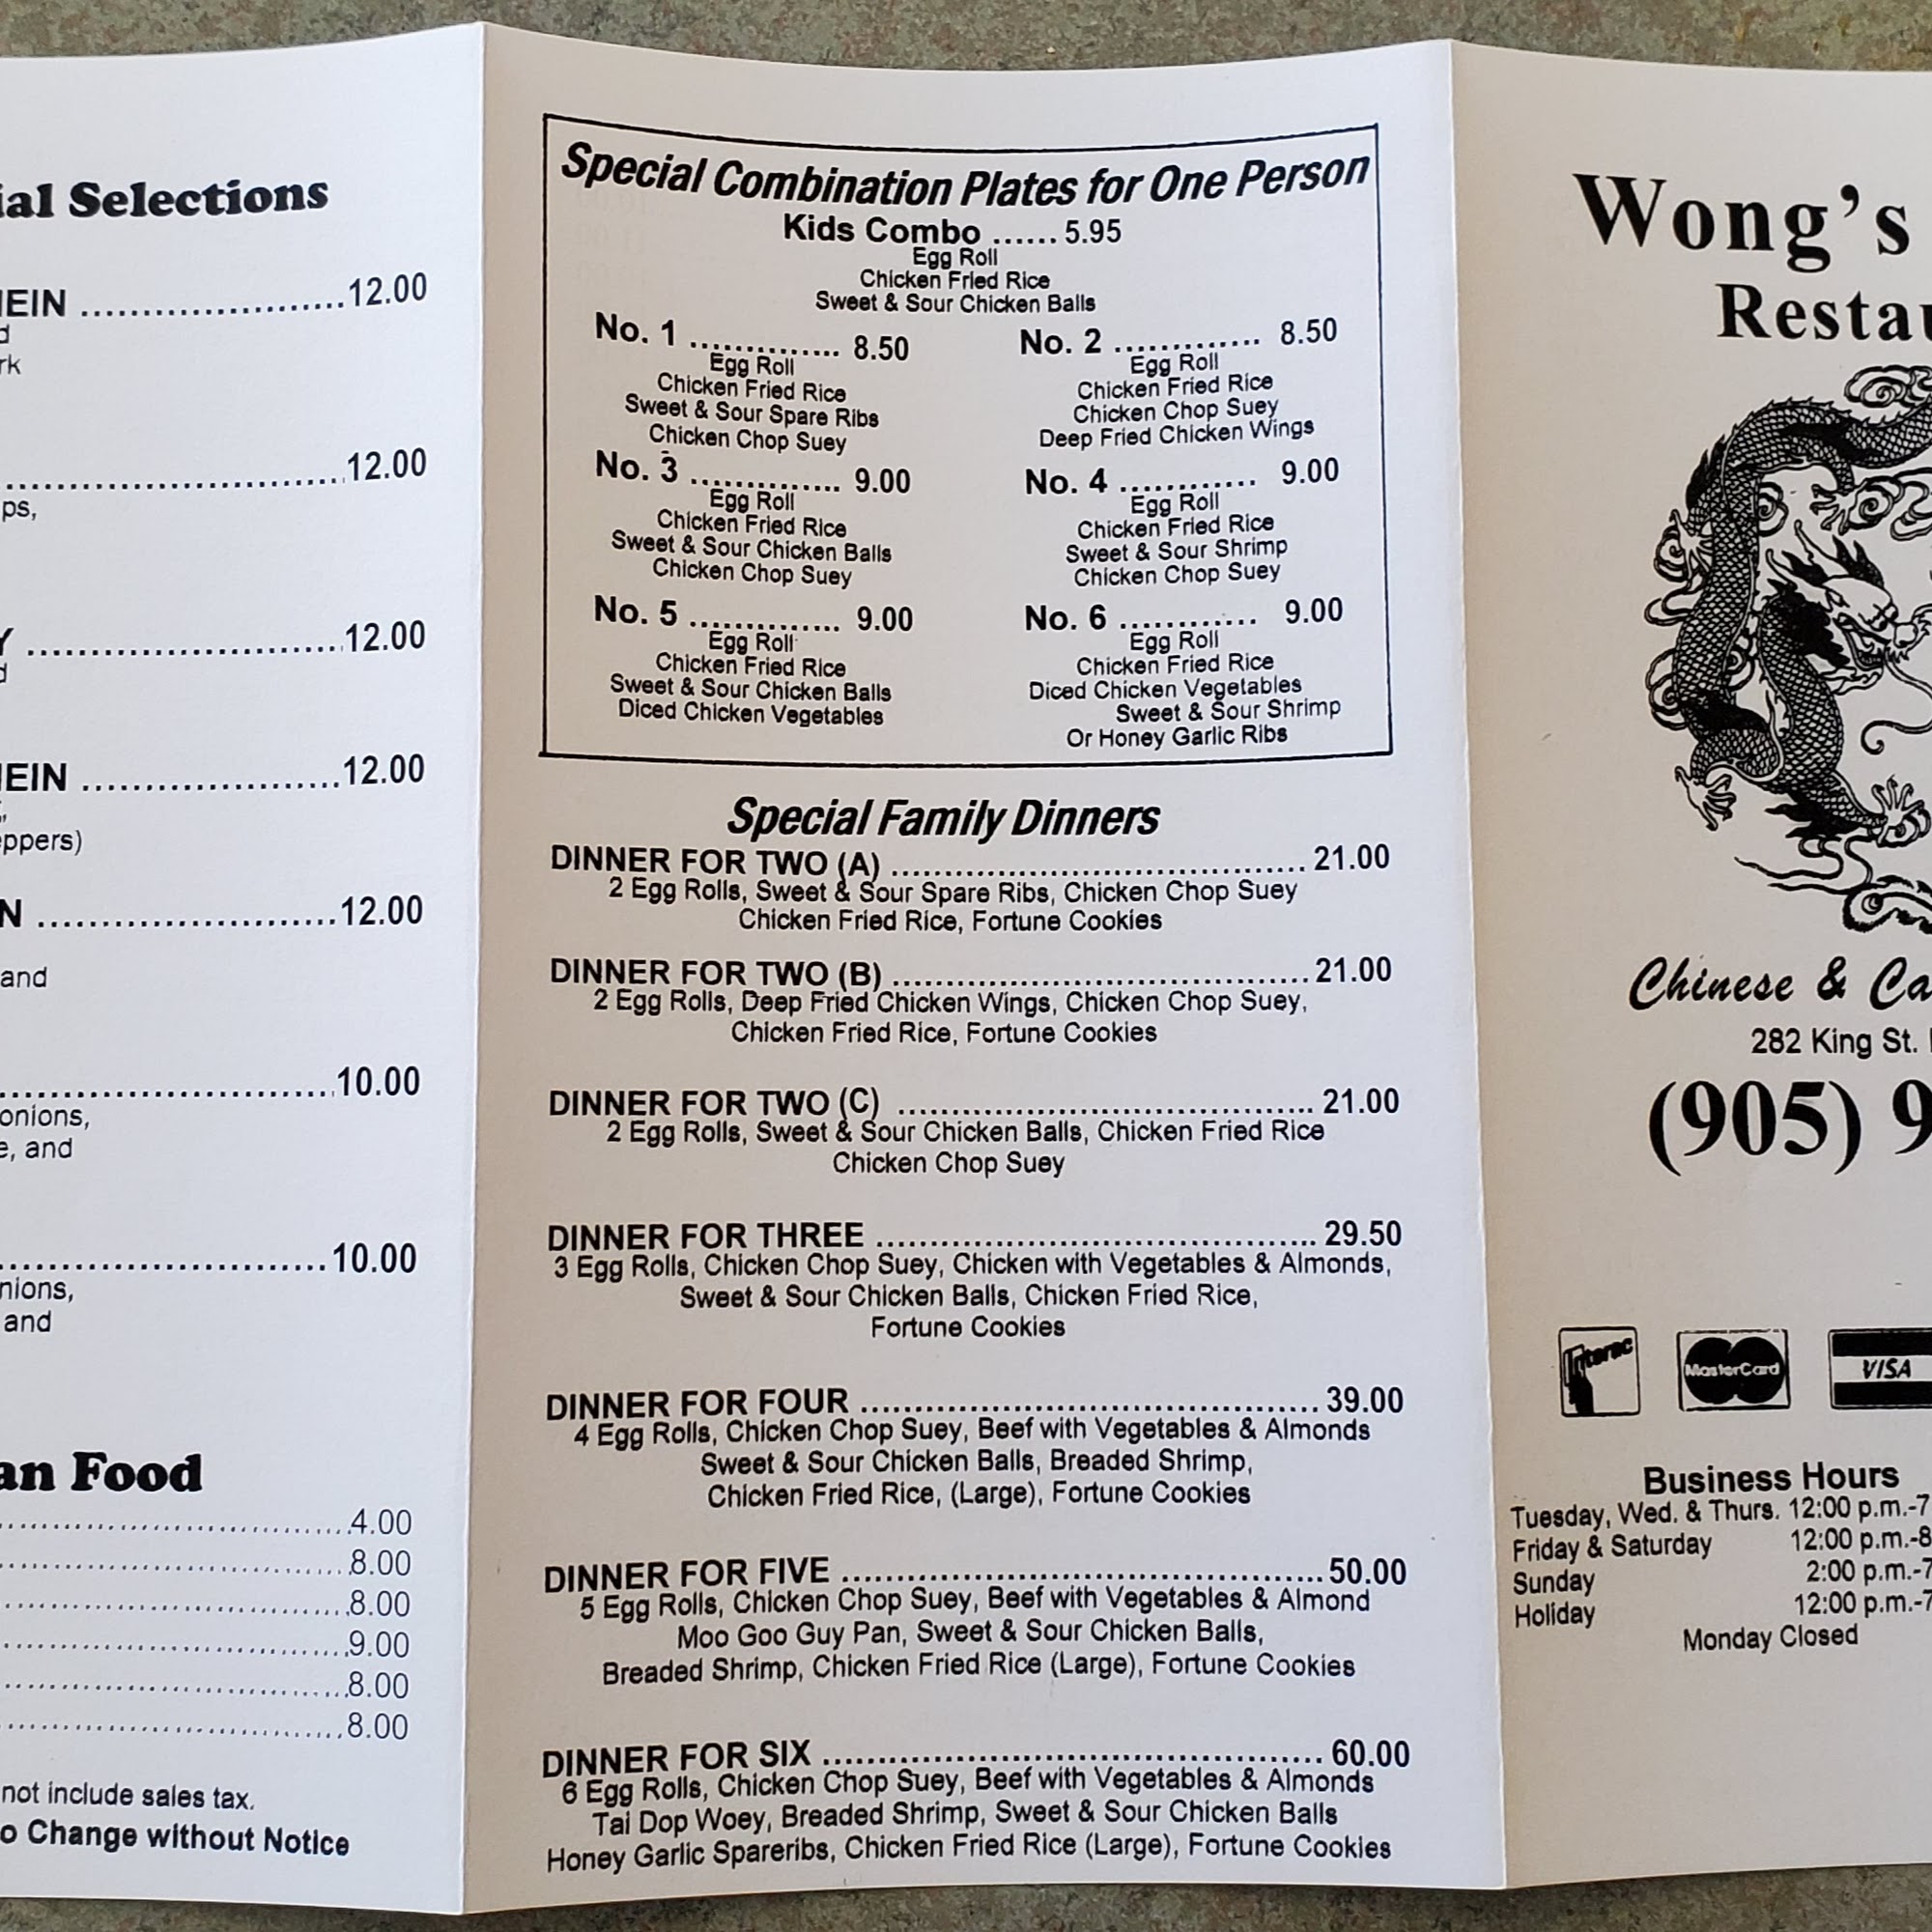 Selections
12.00
12.00
ps,
12.00
12.00
12.00
and
10.00
onions,
and
10.00
and
Food
4.00
8.00
8.00
9.00
8.00
8.00
not include sales tax.
Change without Notice
Special Combination Plates for One Person
Kids Combo ...... 5.95
Egg Roll
Chicken Fried Rice
Sweet & Sour Chicken Balls
No. 1 .............. 8.50
Egg Roll
Chicken Fried Rice
Sweet & Sour Spare Ribs
Chicken Chop Suey
No. 2 ............. 8.50
Egg Roll
Chicken Fried Rice
Chicken Chop Suey
Deep Fried Chicken Wings
No. 3 .............. 9.00
Egg Roll
Chicken Fried Rice
Sweet & Sour Chicken Balls
Chicken Chop Suey
No. 4 ............ 9.00
Egg Roll
Chicken Fried Rice
Sweet & Sour Shrimp
Chicken Chop Suey
No. 5 .............. 9.00
Egg Roll
Chicken Fried Rice
Sweet & Sour Chicken Balls
Diced Chicken Vegetables
No. 6 ............ 9.00
Egg Roll
Chicken Fried Rice
Diced Chicken Vegetables
Sweet & Sour Shrimp
Or Honey Garlic Ribs
Special Family Dinners
DINNER FOR TWO (A) ...................................... 21.00
2 Egg Rolls, Sweet & Sour Spare Ribs, Chicken Chop Suey
Chicken Fried Rice, Fortune Cookies
DINNER FOR TWO (B) ...................................... 21.00
2 Egg Rolls, Deep Fried Chicken Wings, Chicken Chop Suey,
Chicken Fried Rice, Fortune Cookies
DINNER FOR TWO (C) ...................................... 21.00
2 Egg Rolls, Sweet & Sour Chicken Balls, Chicken Fried Rice
Chicken Chop Suey
DINNER FOR THREE ........................................ 29.50
3 Egg Rolls, Chicken Chop Suey, Chicken with Vegetables & Almonds,
Sweet & Sour Chicken Balls, Chicken Fried Rice,
Fortune Cookies
DINNER FOR FOUR .......................................... 39.00
4 Egg Rolls, Chicken Chop Suey, Beef with Vegetables & Almonds
Sweet & Sour Chicken Balls, Breaded Shrimp,
Chicken Fried Rice, (Large), Fortune Cookies
DINNER FOR FIVE ............................................ 50.00
5 Egg Rolls, Chicken Chop Suey, Beef with Vegetables & Almond
Moo Goo Guy Pan, Sweet & Sour Chicken Balls,
Breaded Shrimp, Chicken Fried Rice (Large), Fortune Cookies
DINNER FOR SIX .............................................. 60.00
6 Egg Rolls, Chicken Chop Suey, Beef with Vegetables & Almonds
Tai Dop Woey, Breaded Shrimp, Sweet & Sour Chicken Balls
Honey Garlic Spareribs, Chicken Fried Rice (Large), Fortune Cookies
Wong's
Restau
Chinese & Ca
282 King St.
(905) 9
Interac
MasterCard
VISA
Business Hours
Tuesday, Wed. & Thurs. 12:00 p.m.-7
Friday & Saturday 12:00 p.m.-8
Sunday 2:00 p.m.-7
Holiday 12:00 p.m.-7
Monday Closed